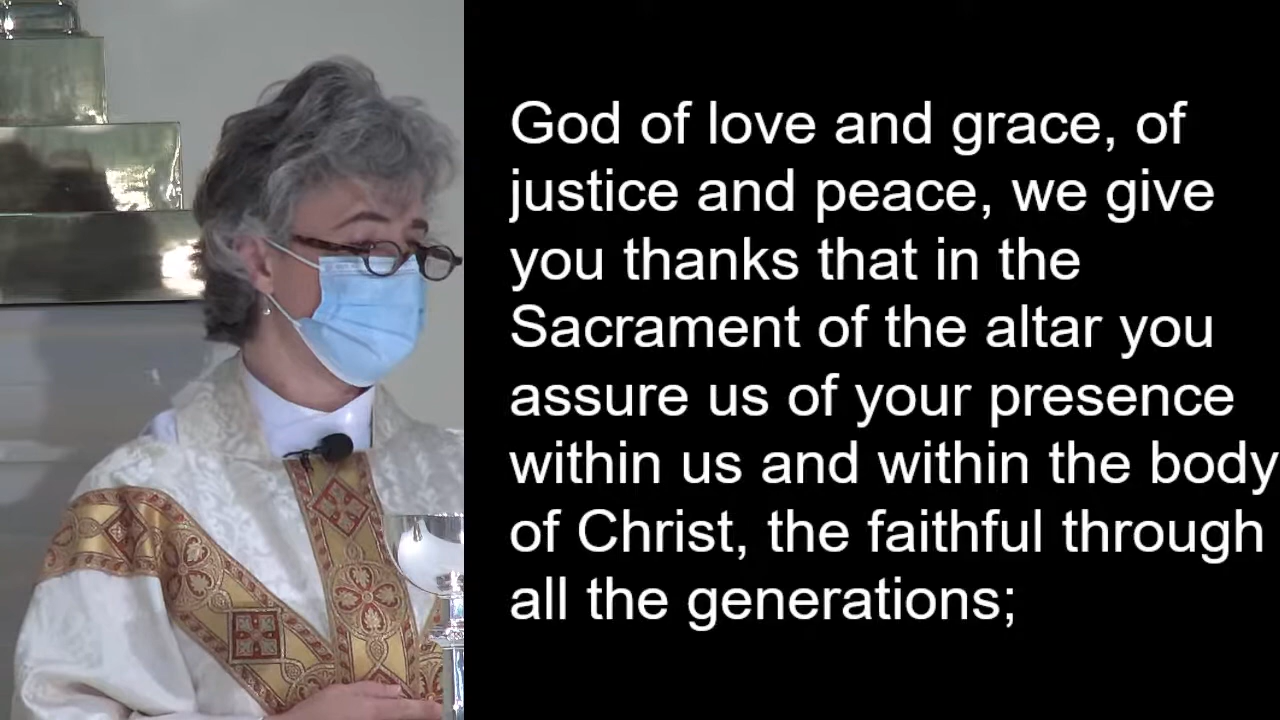 God of love and grace, of
justice and peace, we give
you thanks that in the
Sacrament of the altar you
assure us of your presence
within us and within the body
of Christ, the faithful through
all the generations;